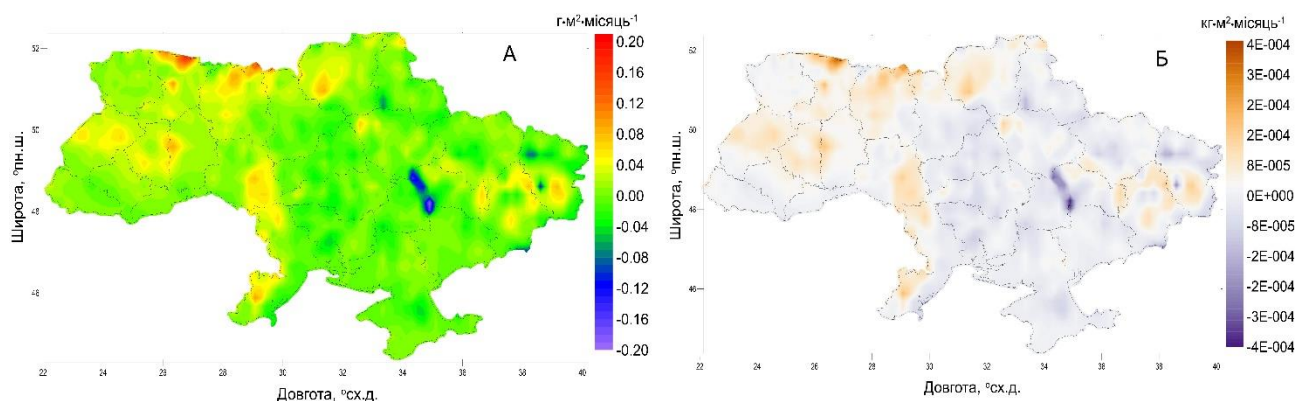 г·м²·місяць⁻¹
А
0.20
0.16
0.12
0.08
0.04
0.00
-0.04
-0.08
-0.12
-0.16
-0.20
Широта, °пн.ш.
52
50
48
46
22 24 26 28 30 32 34 36 38 40
Довгота, °сх.д.
кг·м²·місяць⁻¹
Б
4E-004
3E-004
2E-004
2E-004
8E-005
0E+000
-8E-005
-2E-004
-2E-004
-3E-004
-4E-004
Широта, °пн.ш.
52
50
48
46
22 24 26 28 30 32 34 36 38 40
Довгота, °сх.д.